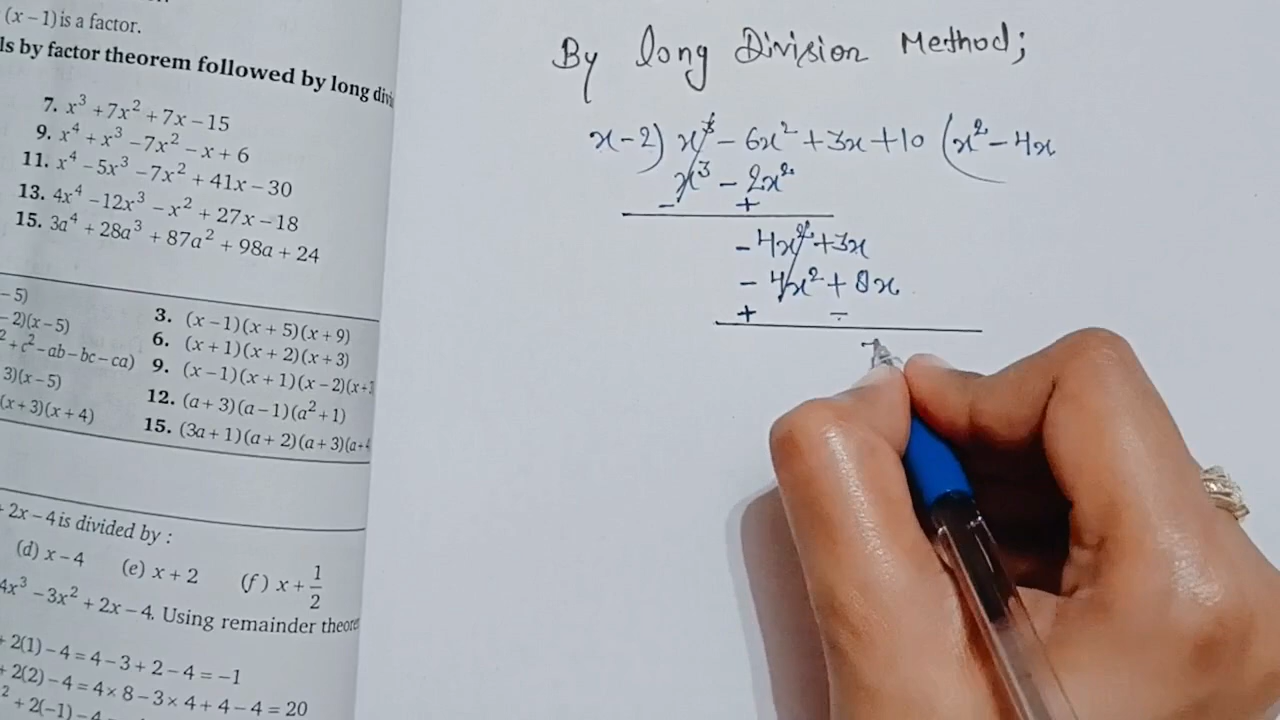 (x – 1) is a factor.
ls by factor theorem followed by long divi
7. x³ + 7x² + 7x – 15
9. x⁴ + x³ – 7x² – x + 6
11. x⁴ – 5x³ – 7x² + 41x – 30
13. 4x⁴ – 12x³ – x² + 27x – 18
15. 3a⁴ + 28a³ + 87a² + 98a + 24
– 5)
3. (x – 1)(x + 5)(x + 9)
– 2)(x – 5)
6. (x + 1)(x + 2)(x + 3)
² + c² – ab – bc – ca)
9. (x – 1)(x + 1)(x – 2)(x + 3
3)(x – 5)
12. (a + 3)(a – 1)(a² + 1)
(x + 3)(x + 4)
15. (3a + 1)(a + 2)(a + 3)(a + 4
+ 2x – 4 is divided by :
(d) x – 4 (e) x + 2 (f) x + 1/2
4x³ – 3x² + 2x – 4. Using remainder theore
+ 2(1) – 4 = 4 – 3 + 2 – 4 = –1
+ 2(2) – 4 = 4 × 8 – 3 × 4 + 4 – 4 = 20
² + 2(–1) – 4
By long Division Method;
x – 2) x³ – 6x² + 3x + 10 (x² – 4x
x³ – 2x²
– +
– 4x² + 3x
– 4x² + 8x
+ –
–